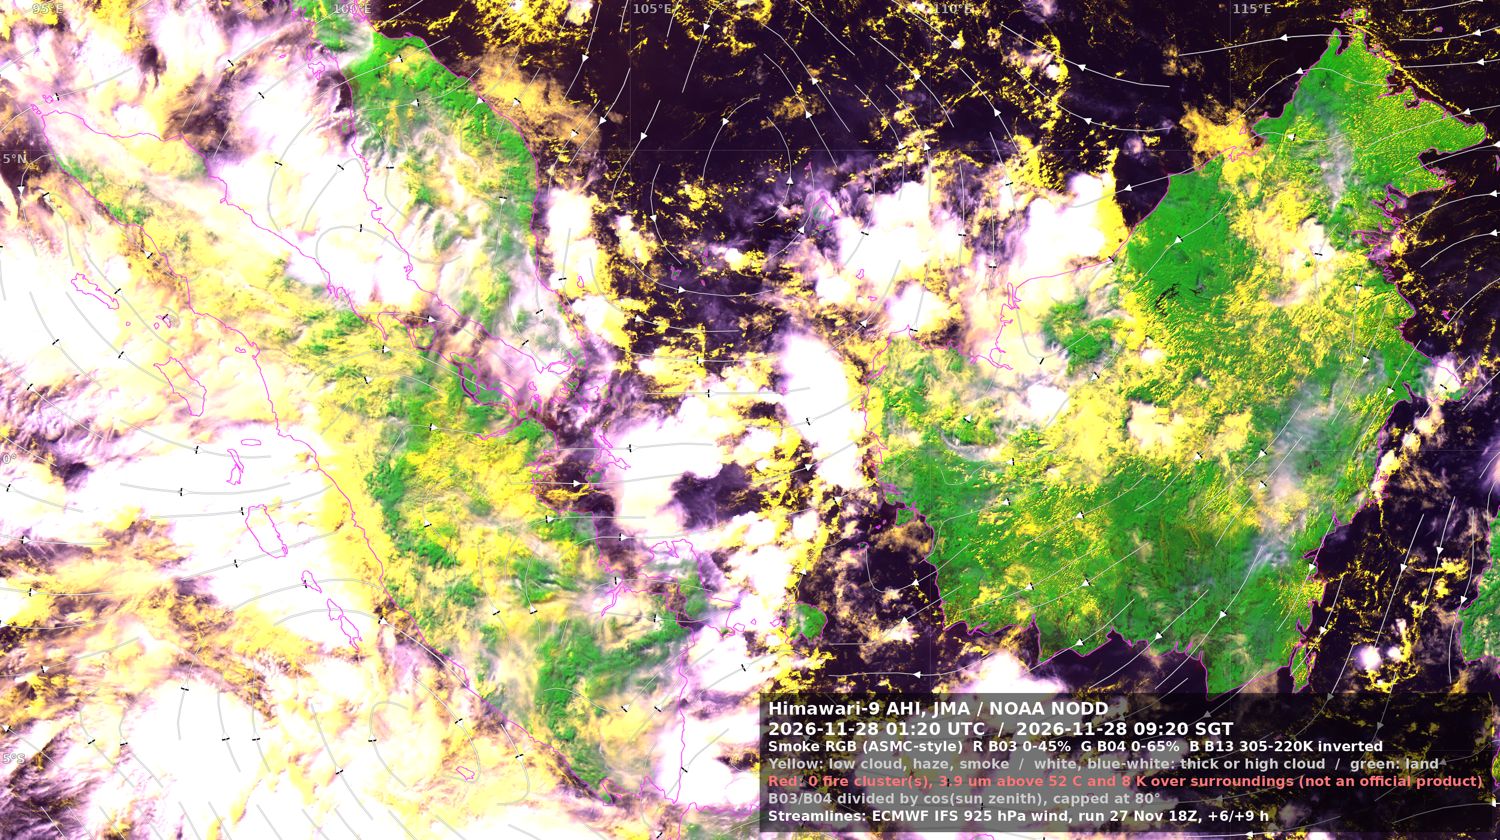 95°E
100°E
105°E
110°E
115°E
5°N
0°
5°S
Himawari-9 AHI, JMA / NOAA NODD
2026-11-28 01:20 UTC / 2026-11-28 09:20 SGT
Smoke RGB (ASMC-style) R B03 0-45% G B04 0-65% B B13 305-220K inverted
Yellow: low cloud, haze, smoke / white, blue-white: thick or high cloud / green: land
Red: 0 fire cluster(s), 3.9 um above 52 C and 8 K over surroundings (not an official product)
B03/B04 divided by cos(sun zenith), capped at 80°
Streamlines: ECMWF IFS 925 hPa wind, run 27 Nov 18Z, +6/+9 h